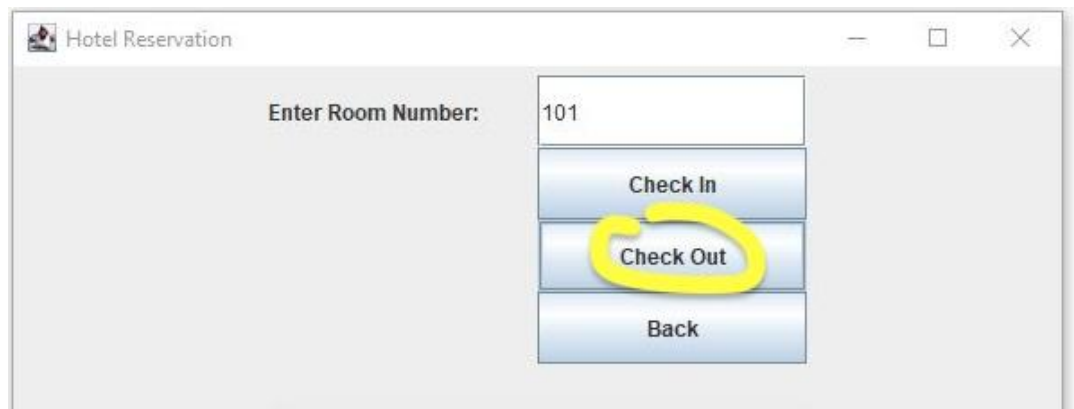 Hotel Reservation
Enter Room Number: 101
Check In
Check Out
Back